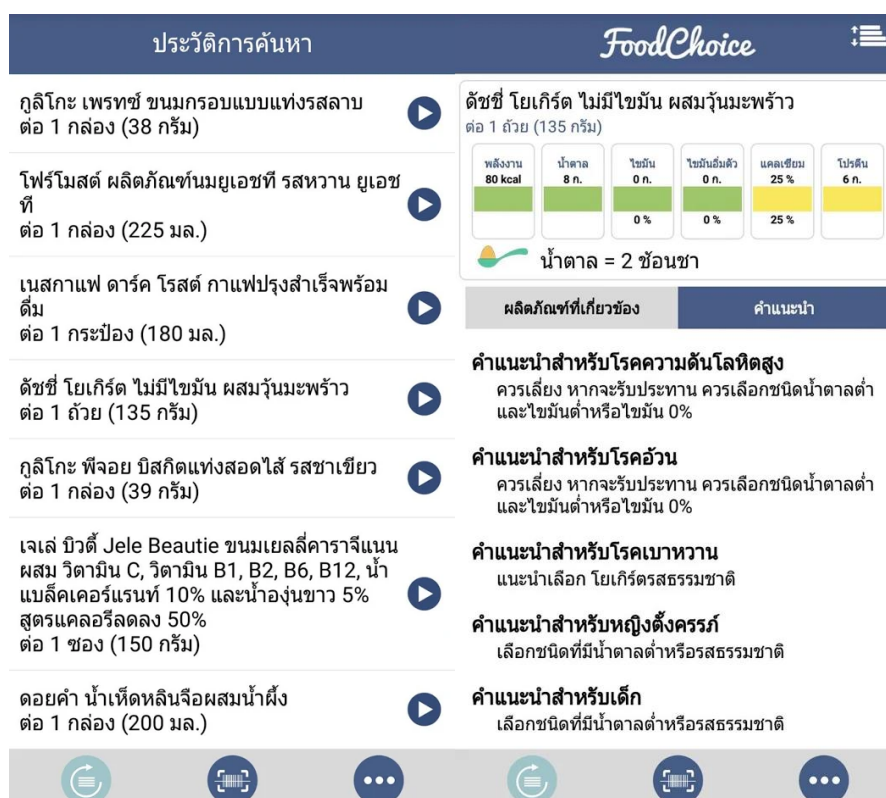 ประวัติการค้นหา
กูลิโกะ เพรทซ์ ขนมกรอบแบบแท่งรสลาบ
ต่อ 1 กล่อง (38 กรัม)
โฟร์โมสต์ ผลิตภัณฑ์นมยูเอชที รสหวาน ยูเอช
ที
ต่อ 1 กล่อง (225 มล.)
เนสกาแฟ ดาร์ค โรสต์ กาแฟปรุงสำเร็จพร้อม
ดื่ม
ต่อ 1 กระป๋อง (180 มล.)
ดัชชี่ โยเกิร์ต ไม่มีไขมัน ผสมวุ้นมะพร้าว
ต่อ 1 ถ้วย (135 กรัม)
กูลิโกะ พีจอย บิสกิตแท่งสอดไส้ รสชาเขียว
ต่อ 1 กล่อง (39 กรัม)
เจเล่ บิวตี้ Jele Beautie ขนมเยลลี่คาราจีแนน
ผสม วิตามิน C, วิตามิน B1, B2, B6, B12, น้ำ
แบล็คเคอร์แรนท์ 10% และน้ำองุ่นขาว 5%
สูตรแคลอรีลดลง 50%
ต่อ 1 ซอง (150 กรัม)
ดอยคำ น้ำเห็ดหลินจือผสมน้ำผึ้ง
ต่อ 1 กล่อง (200 มล.)
FoodChoice
ดัชชี่ โยเกิร์ต ไม่มีไขมัน ผสมวุ้นมะพร้าว
ต่อ 1 ถ้วย (135 กรัม)
พลังงาน น้ำตาล ไขมัน ไขมันอิ่มตัว แคลเซียม โปรตีน
80 kcal 8 ก. 0 ก. 0 ก. 25 % 6 ก.
0 % 0 % 25 %
น้ำตาล = 2 ช้อนชา
ผลิตภัณฑ์ที่เกี่ยวข้อง คำแนะนำ
คำแนะนำสำหรับโรคความดันโลหิตสูง
ควรเลี่ยง หากจะรับประทาน ควรเลือกชนิดน้ำตาลต่ำ
และไขมันต่ำหรือไขมัน 0%
คำแนะนำสำหรับโรคอ้วน
ควรเลี่ยง หากจะรับประทาน ควรเลือกชนิดน้ำตาลต่ำ
และไขมันต่ำหรือไขมัน 0%
คำแนะนำสำหรับโรคเบาหวาน
แนะนำเลือก โยเกิร์ตรสธรรมชาติ
คำแนะนำสำหรับหญิงตั้งครรภ์
เลือกชนิดที่มีน้ำตาลต่ำหรือรสธรรมชาติ
คำแนะนำสำหรับเด็ก
เลือกชนิดที่มีน้ำตาลต่ำหรือรสธรรมชาติ